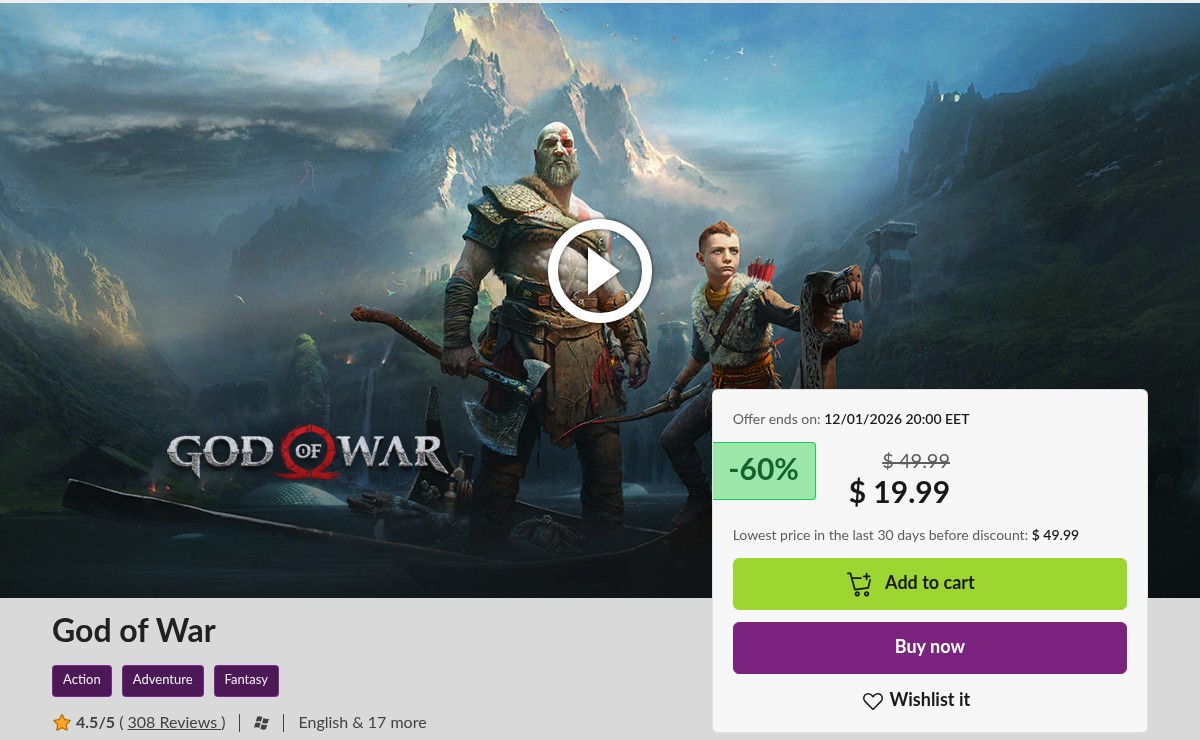 GOD OF WAR
Offer ends on: 12/01/2026 20:00 EET
-60%
$ 49.99
$ 19.99
Lowest price in the last 30 days before discount: $ 49.99
Add to cart
Buy now
Wishlist it
God of War
Action Adventure Fantasy
4.5/5 ( 308 Reviews ) English & 17 more